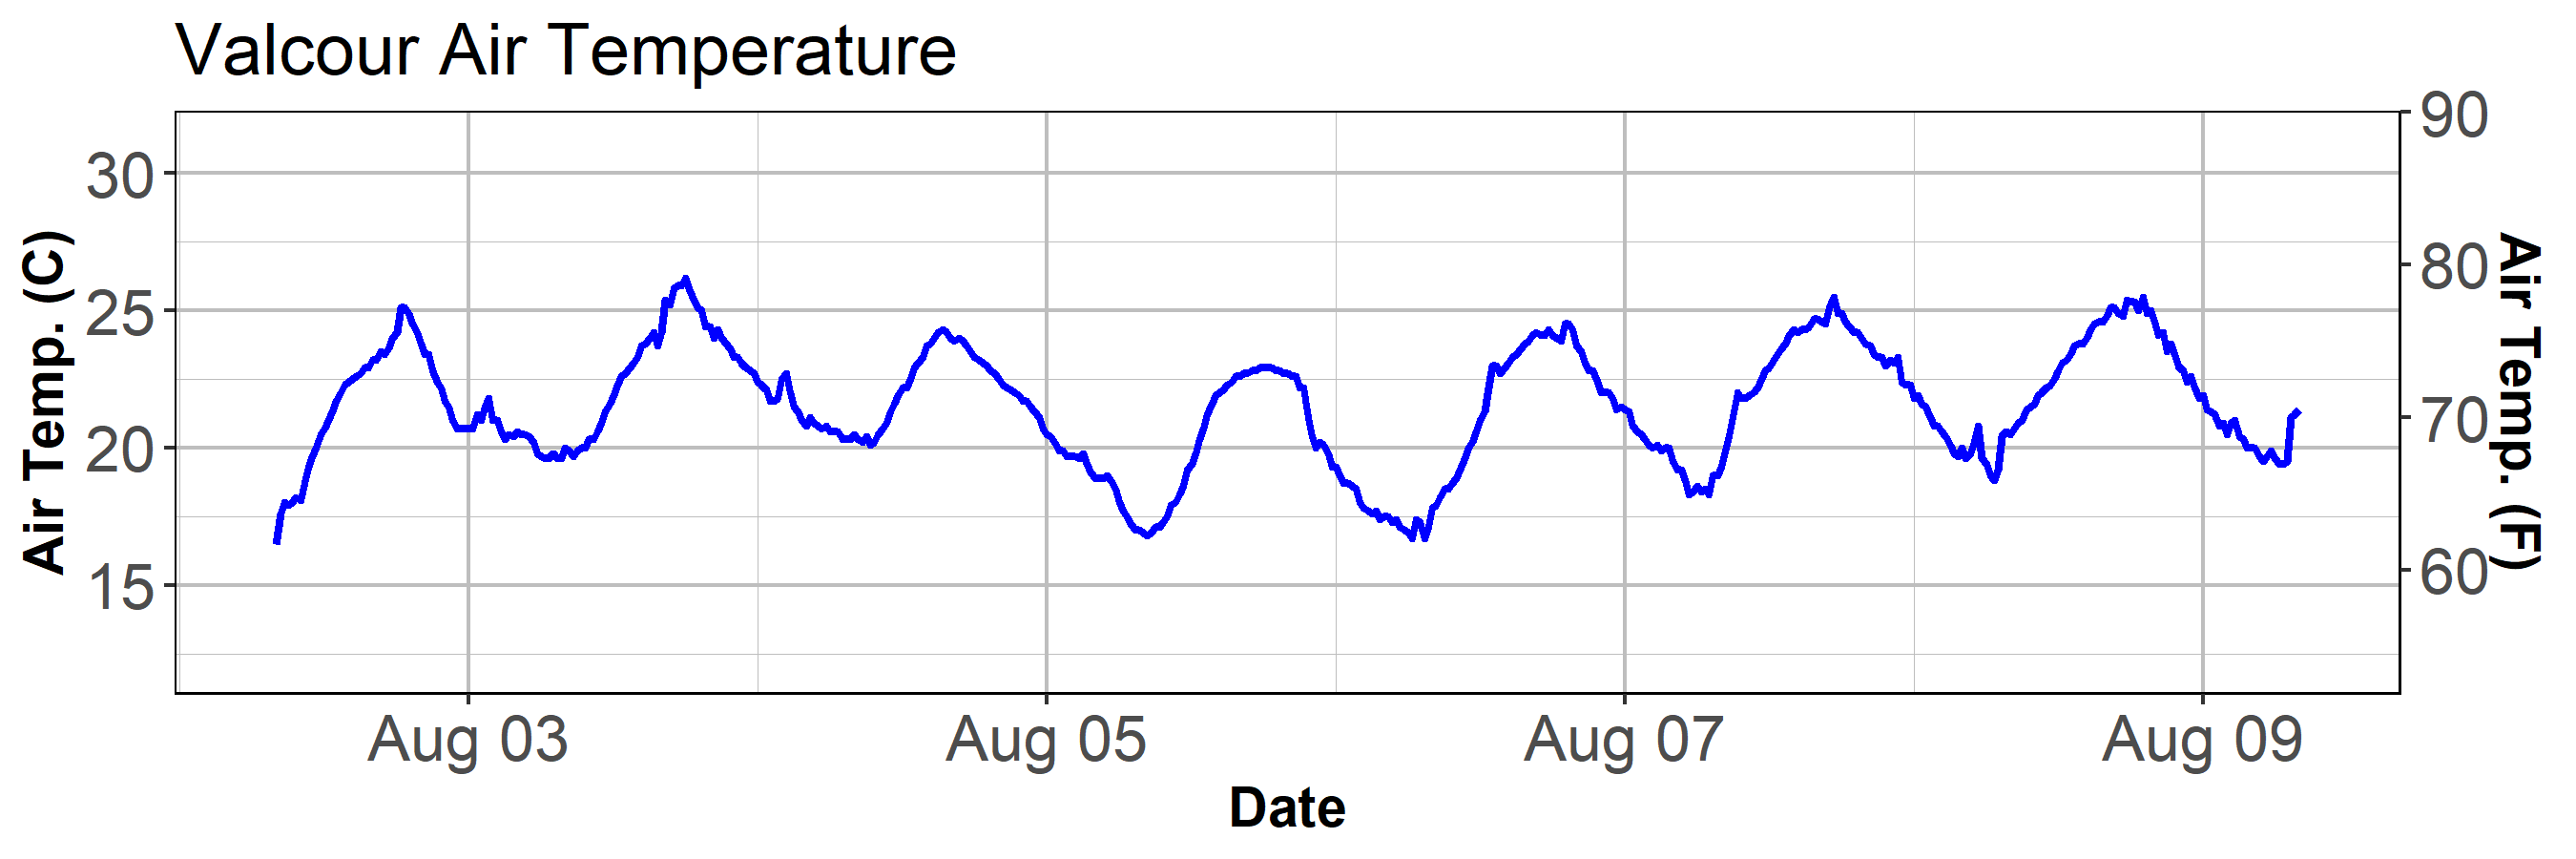 Valcour Air Temperature
Air Temp. (C)
30
25
20
15
90
80
70
60
Air Temp. (F)
Aug 03
Aug 05
Aug 07
Aug 09
Date